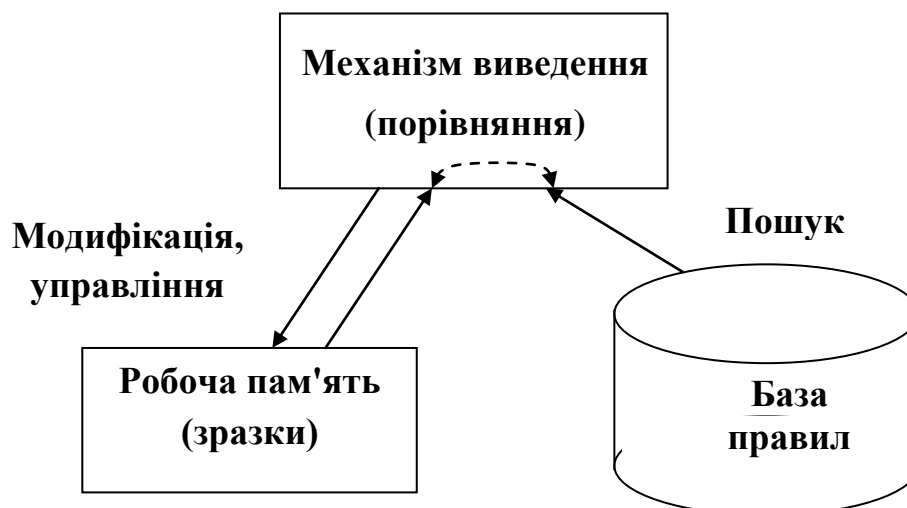 Механізм виведення
(порівняння)
Модифікація,
управління
Пошук
Робоча пам'ять
(зразки)
База
правил